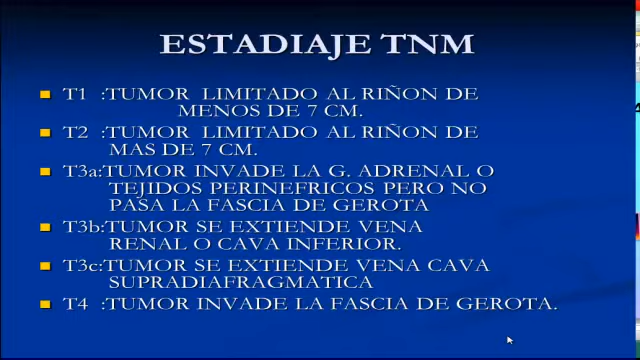 ESTADIAJE TNM
T1 :TUMOR LIMITADO AL RIÑON DE
MENOS DE 7 CM.
T2 :TUMOR LIMITADO AL RIÑON DE
MAS DE 7 CM.
T3a:TUMOR INVADE LA G. ADRENAL O
TEJIDOS PERINEFRICOS PERO NO
PASA LA FASCIA DE GEROTA
T3b:TUMOR SE EXTIENDE VENA
RENAL O CAVA INFERIOR.
T3c:TUMOR SE EXTIENDE VENA CAVA
SUPRADIAFRAGMATICA
T4 :TUMOR INVADE LA FASCIA DE GEROTA.